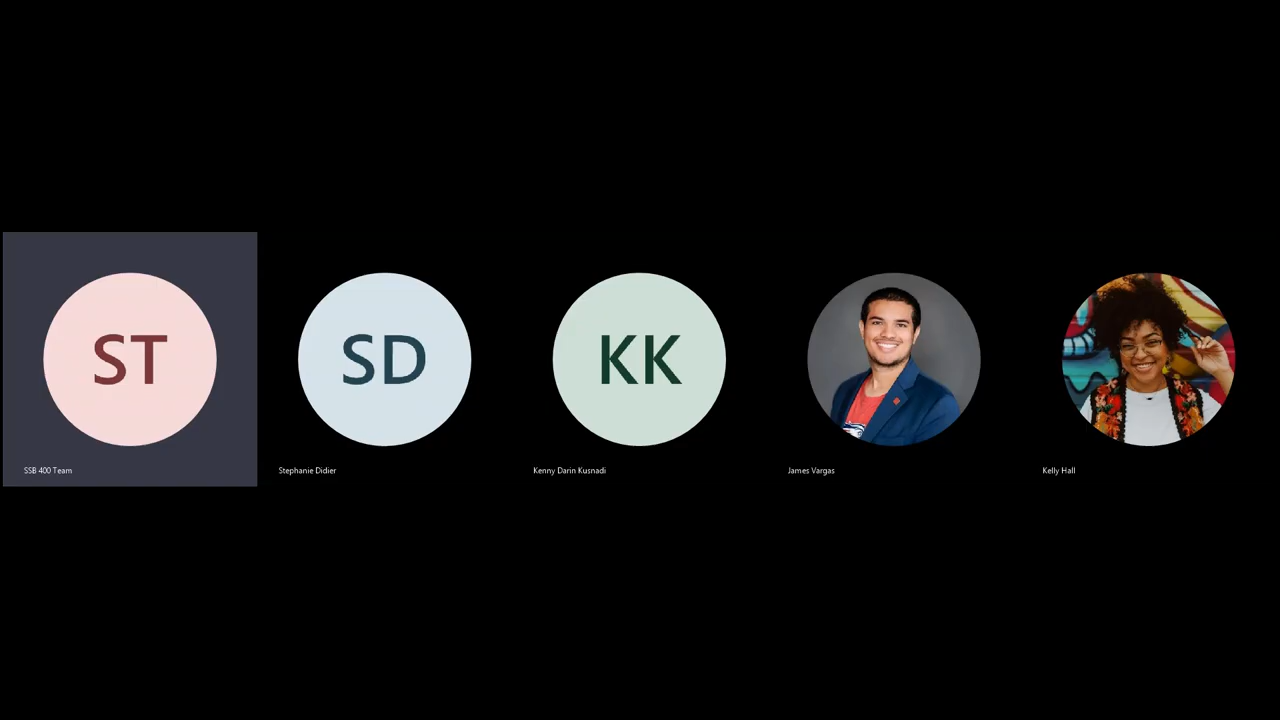 ST
SD
KK
SSB 400 Team
Stephanie Didier
Kenny Darin Kusnadi
James Vargas
Kelly Hall